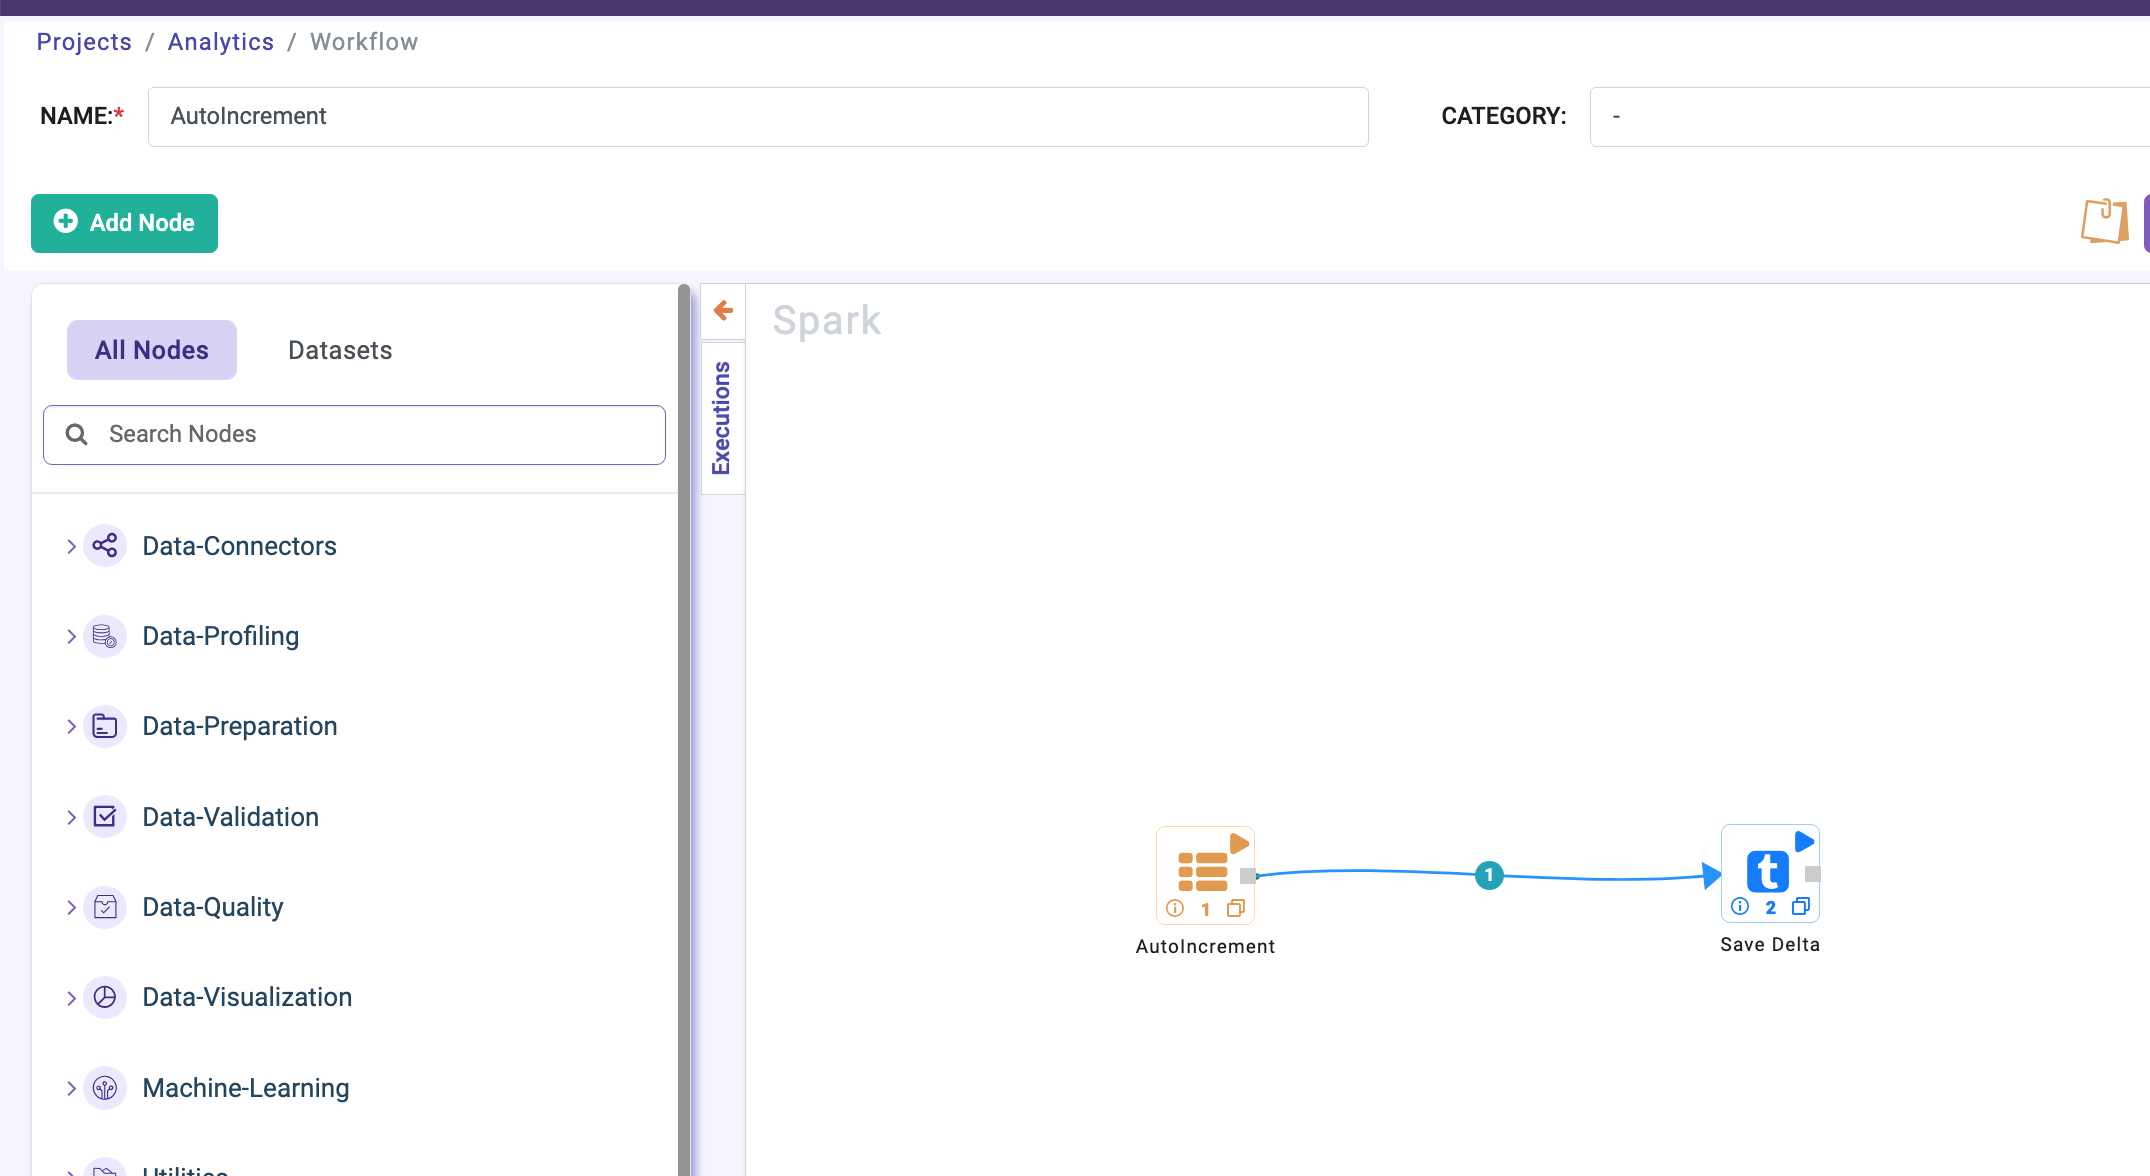 Projects / Analytics / Workflow
NAME:* AutoIncrement CATEGORY: -
Add Node
All Nodes Datasets
Search Nodes
Data-Connectors
Data-Profiling
Data-Preparation
Data-Validation
Data-Quality
Data-Visualization
Machine-Learning
Utilities
Executions
Spark
1
1
AutoIncrement
t
2
Save Delta